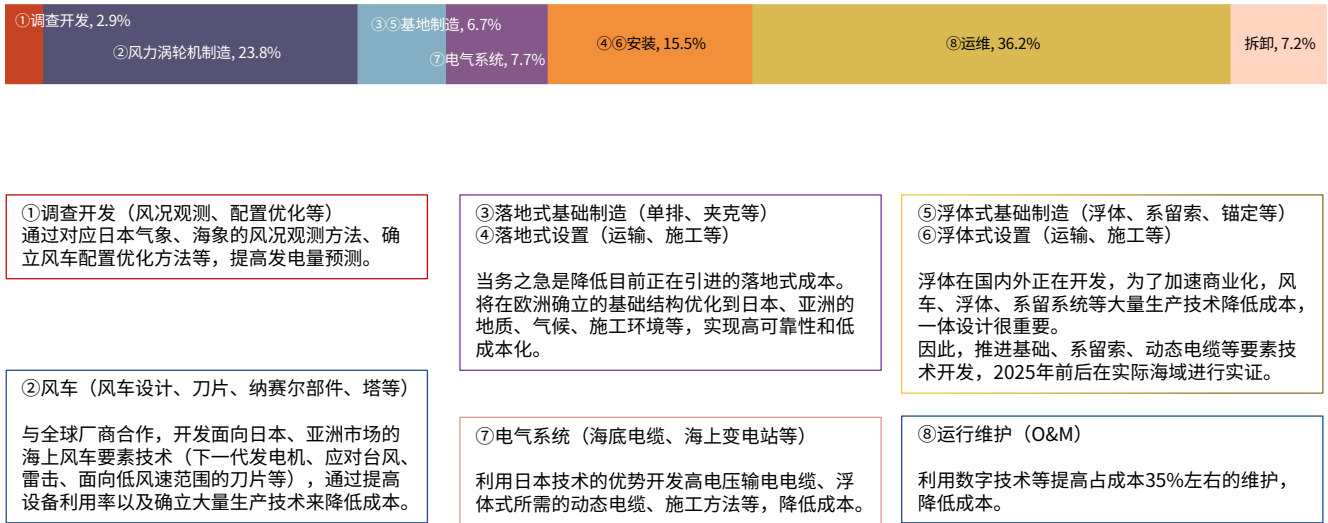 ①调查开发, 2.9%
②风力涡轮机制造, 23.8%
③⑤基地制造, 6.7%
⑦电气系统, 7.7%
④⑥安装, 15.5%
⑧运维, 36.2%
拆卸, 7.2%
①调查开发（风况观测、配置优化等）
通过对应日本气象、海象的风况观测方法、确
立风车配置优化方法等，提高发电量预测。
②风车（风车设计、刀片、纳赛尔部件、塔等）
与全球厂商合作，开发面向日本、亚洲市场的
海上风车要素技术（下一代发电机、应对台风、
雷击、面向低风速范围的刀片等），通过提高
设备利用率以及确立大量生产技术来降低成本。
③落地式基础制造（单排、夹克等）
④落地式设置（运输、施工等）
当务之急是降低目前正在引进的落地式成本。
将在欧洲确立的基础结构优化到日本、亚洲的
地质、气候、施工环境等，实现高可靠性和低
成本化。
⑦电气系统（海底电缆、海上变电站等）
利用日本技术的优势开发高电压输电电缆、浮
体式所需的动态电缆、施工方法等，降低成本。
⑤浮体式基础制造（浮体、系留索、锚定等）
⑥浮体式设置（运输、施工等）
浮体在国内外正在开发，为了加速商业化，风
车、浮体、系留系统等大量生产技术降低成本，
一体设计很重要。
因此，推进基础、系留索、动态电缆等要素技
术开发，2025年前后在实际海域进行实证。
⑧运行维护（O&M）
利用数字技术等提高占成本35%左右的维护，
降低成本。